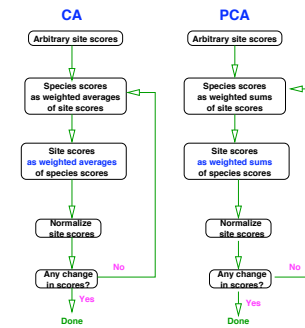 CA
Arbitrary site scores
Species scores
as weighted averages
of site scores
Site scores
as weighted averages
of species scores
Normalize
site scores
Any change
in scores?
No
Yes
Done
PCA
Arbitrary site scores
Species scores
as weighted sums
of site scores
Site scores
as weighted sums
of species scores
Normalize
site scores
Any change
in scores?
No
Yes
Done